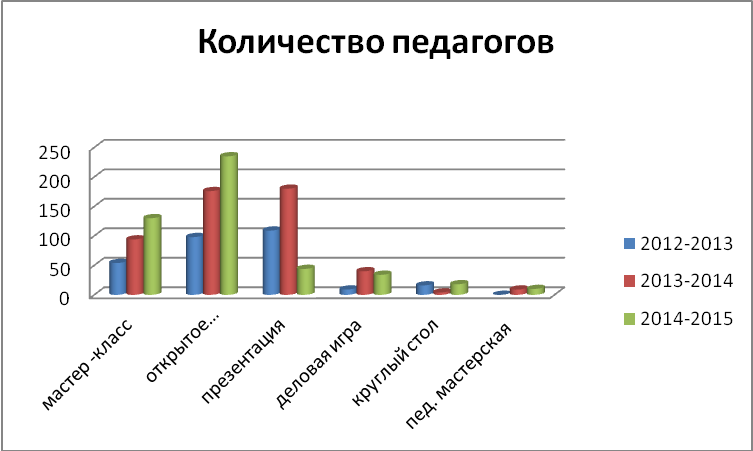 Количество педагогов
250
200
150
100
50
0
мастер -класс
открытое...
презентация
деловая игра
круглый стол
пед. мастерская
2012-2013
2013-2014
2014-2015